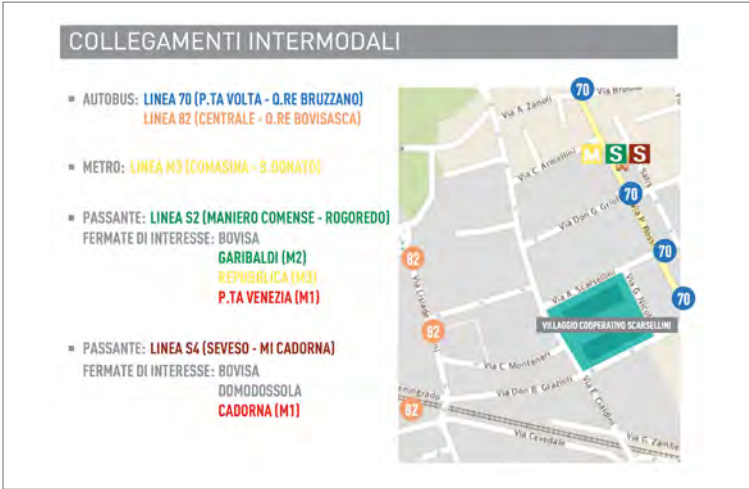 COLLEGAMENTI INTERMODALI
AUTOBUS: LINEA 70 (P.TA VOLTA - Q.RE BRUZZANO)
LINEA 82 (CENTRALE - Q.RE BOVISASCA)
METRO: LINEA M3 (COMASINA - S.DONATO)
PASSANTE: LINEA S2 (MANIERO COMENSE - ROGOREDO)
FERMATE DI INTERESSE: BOVISA
GARIBALDI (M2)
REPUBBLICA (M3)
P.TA VENEZIA (M1)
PASSANTE: LINEA S4 (SEVESO - MI CADORNA)
FERMATE DI INTERESSE: BOVISA
DOMODOSSOLA
CADORNA (M1)
70
Via A. Zanoli
M S S
Via C. Armellini
70
Via Don G.
82
70
Via A. Scarsellini
Via G.
70
VILLAGGIO COOPERATIVO SCARSELLINI
82
Via C. Montanari
Via Don B. Grazioli
82
Via E. Cialdini
Via Cevedale
Via G. Zambe